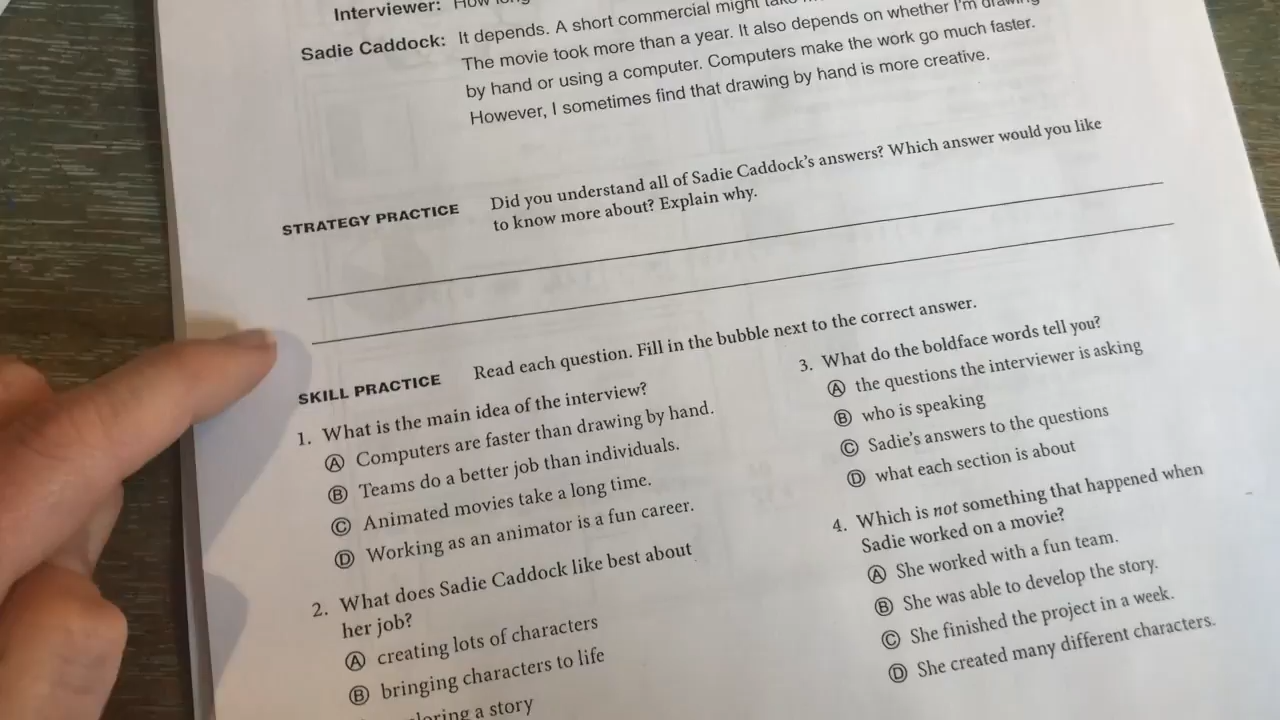 Interviewer: How long
Sadie Caddock: It depends. A short commercial might take
The movie took more than a year. It also depends on whether I'm drawing
by hand or using a computer. Computers make the work go much faster.
However, I sometimes find that drawing by hand is more creative.
STRATEGY PRACTICE Did you understand all of Sadie Caddock's answers? Which answer would you like
to know more about? Explain why.
SKILL PRACTICE Read each question. Fill in the bubble next to the correct answer.
1. What is the main idea of the interview?
Ⓐ Computers are faster than drawing by hand.
Ⓑ Teams do a better job than individuals.
Ⓒ Animated movies take a long time.
Ⓓ Working as an animator is a fun career.
2. What does Sadie Caddock like best about
her job?
Ⓐ creating lots of characters
Ⓑ bringing characters to life
a story
3. What do the boldface words tell you?
Ⓐ the questions the interviewer is asking
Ⓑ who is speaking
Ⓒ Sadie's answers to the questions
Ⓓ what each section is about
4. Which is not something that happened when
Sadie worked on a movie?
Ⓐ She worked with a fun team.
Ⓑ She was able to develop the story.
Ⓒ She finished the project in a week.
Ⓓ She created many different characters.